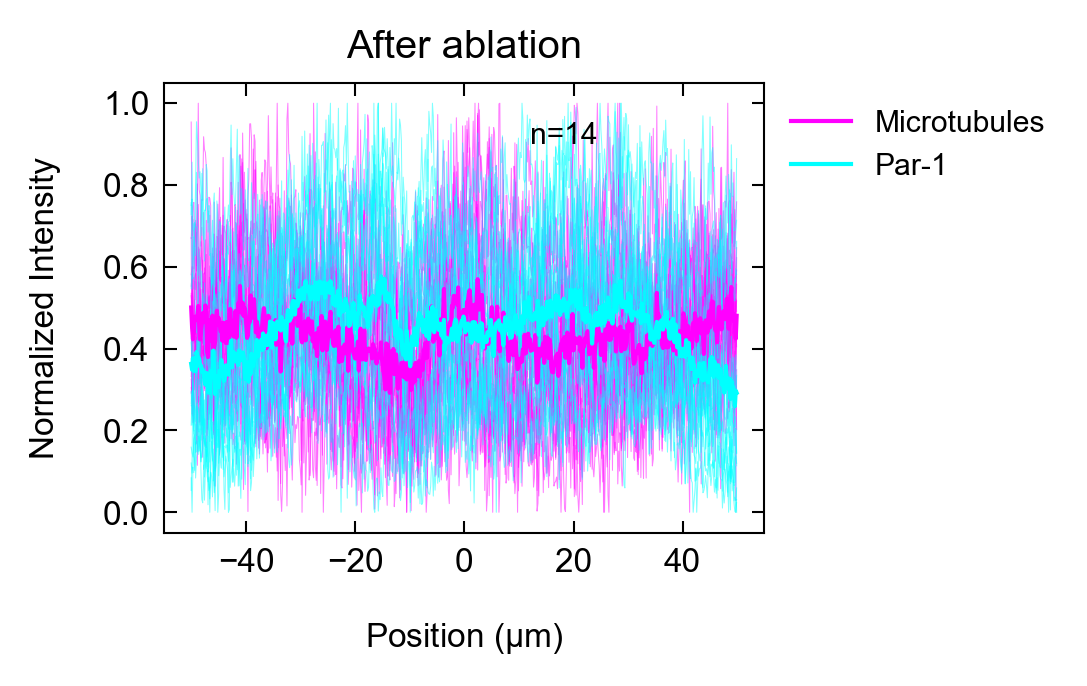 After ablation
1.0
0.8
0.6
0.4
0.2
0.0
Normalized Intensity
n=14
Microtubules
Par-1
−40 −20 0 20 40
Position (µm)